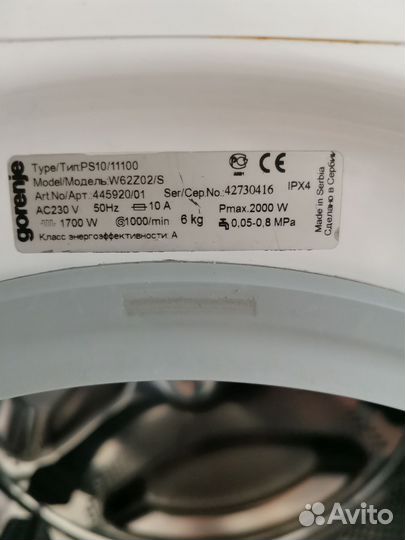 gorenje
Type/Тип:PS10/11100
Model/Модель:W62Z02/S
Art.No/Арт.:445920/01 Ser/Сер.No.: 42730416 IPX4
AC230 V 50Hz 10 A Pmax.2000 W
1700 W 1000/min 6 kg 0,05-0,8 MPa
Класс энергоэффективности: A
CE
Made in Serbia
Сделано в Сербии
Avito